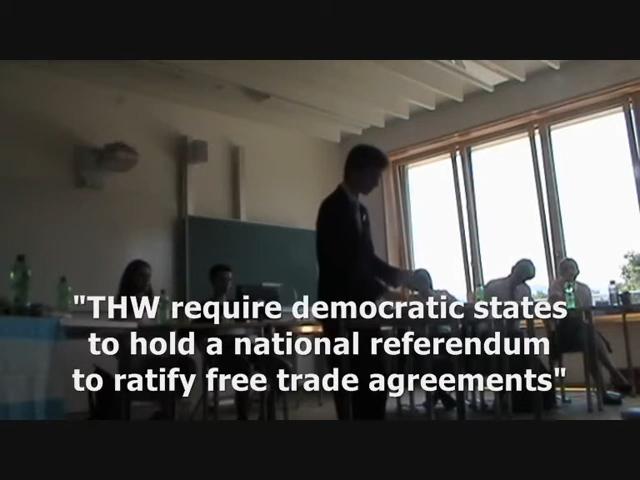 "THW require democratic states
to hold a national referendum
to ratify free trade agreements"